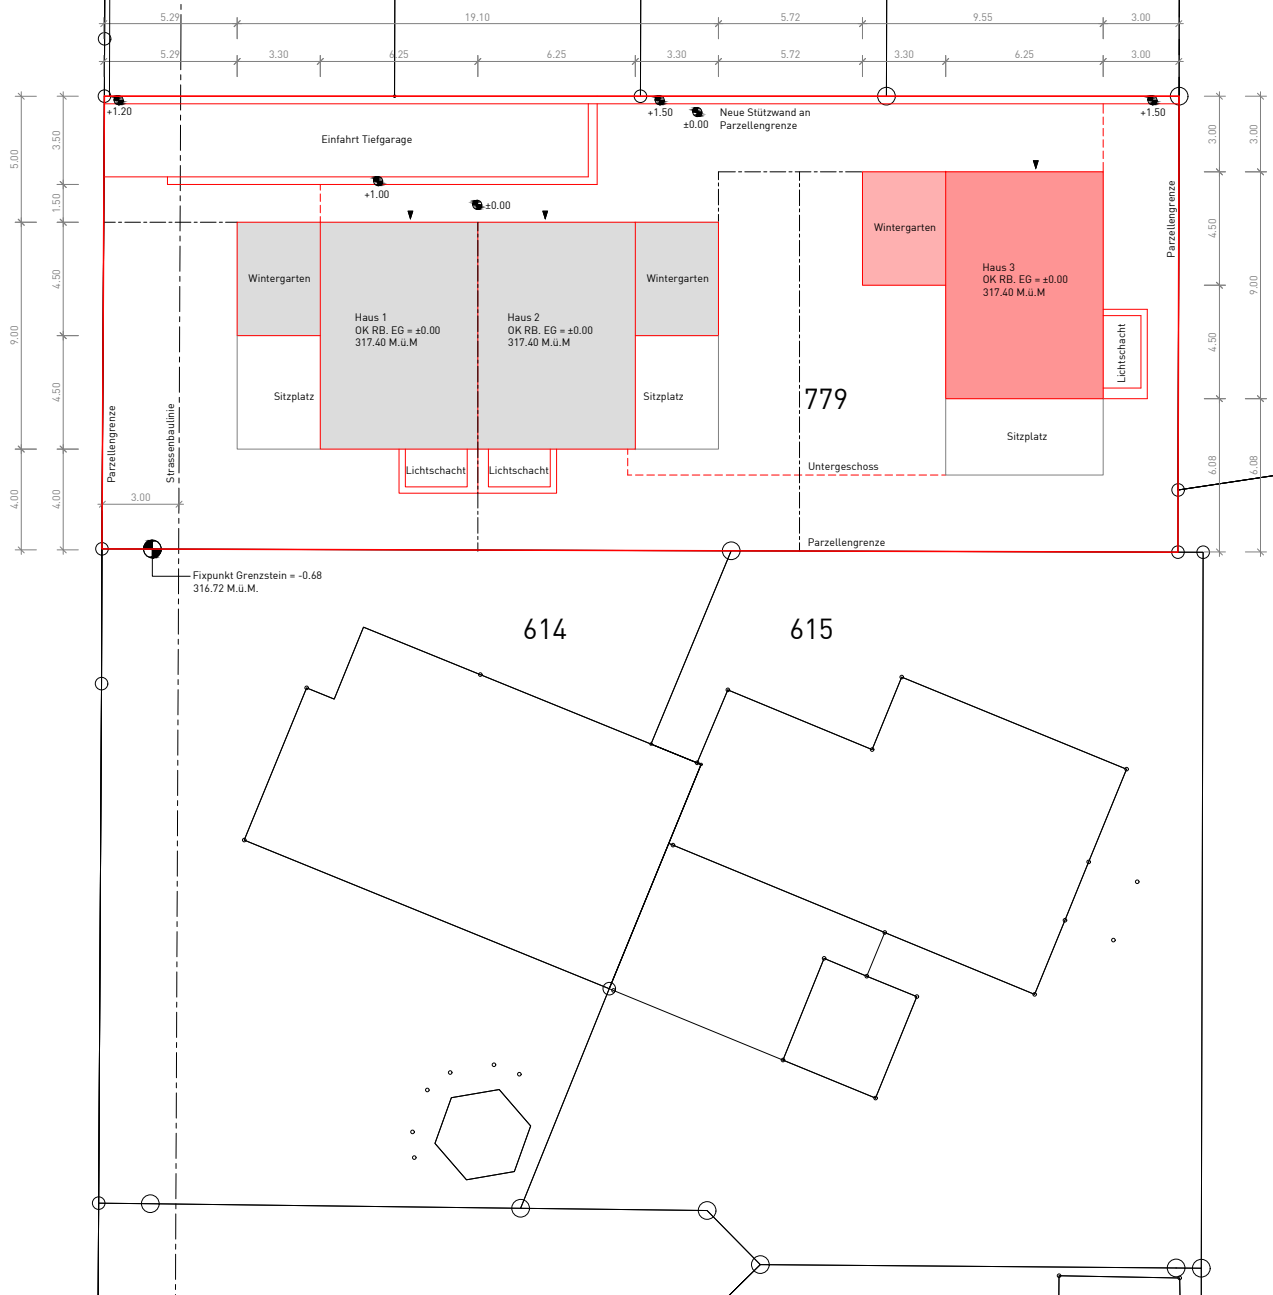 5.29
19.10
5.72
9.55
3.00
5.29
3.30
6.25
6.25
3.30
5.72
3.30
6.25
3.00
+1.20
+1.50
±0.00
Neue Stützwand an
Parzellengrenze
+1.50
Einfahrt Tiefgarage
+1.00
±0.00
5.00
3.50
1.50
9.00
4.50
4.50
4.00
4.00
3.00
3.00
4.50
9.00
4.50
6.08
6.08
Parzellengrenze
Wintergarten
Wintergarten
Wintergarten
Haus 1
OK RB. EG = ±0.00
317.40 M.ü.M
Haus 2
OK RB. EG = ±0.00
317.40 M.ü.M
Haus 3
OK RB. EG = ±0.00
317.40 M.ü.M
Lichtschacht
Sitzplatz
Sitzplatz
779
Sitzplatz
Parzellengrenze
Strassenbaulinie
Lichtschacht
Lichtschacht
Untergeschoss
3.00
Parzellengrenze
Fixpunkt Grenzstein = -0.68
316.72 M.ü.M.
614
615